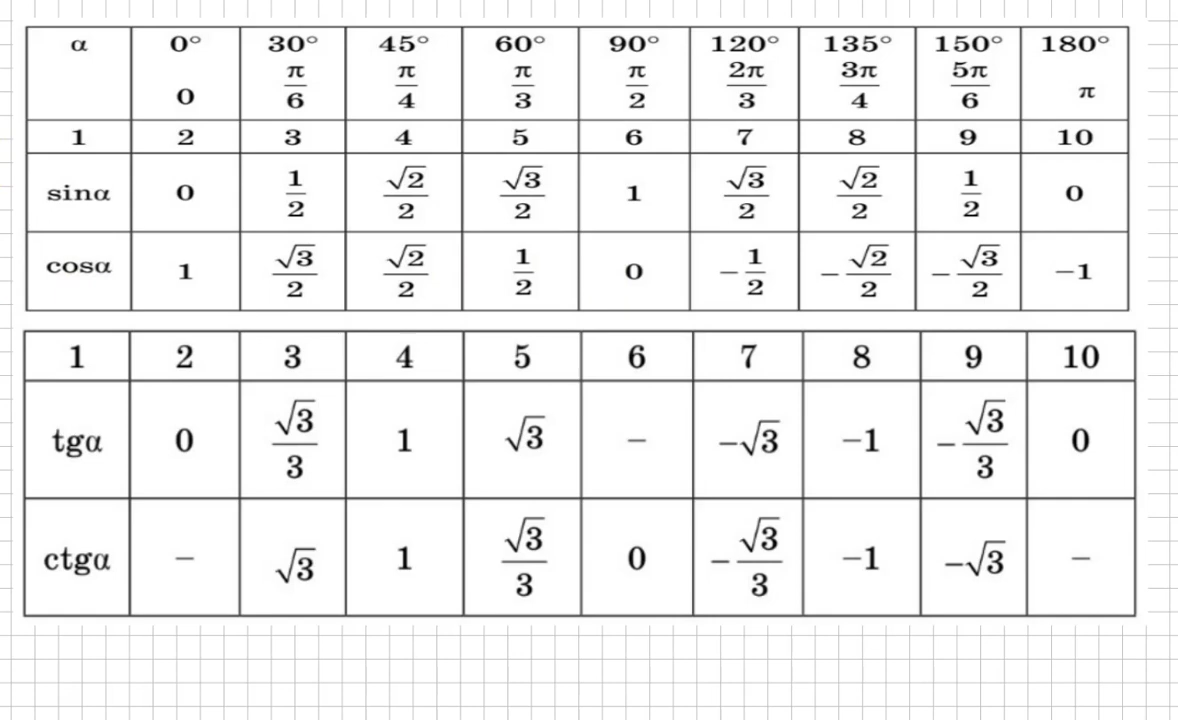 α 0° 30° 45° 60° 90° 120° 135° 150° 180°
0 π/6 π/4 π/3 π/2 2π/3 3π/4 5π/6 π
1 2 3 4 5 6 7 8 9 10
sinα 0 1/2 √2/2 √3/2 1 √3/2 √2/2 1/2 0
cosα 1 √3/2 √2/2 1/2 0 −1/2 −√2/2 −√3/2 −1
1 2 3 4 5 6 7 8 9 10
tgα 0 √3/3 1 √3 − −√3 −1 −√3/3 0
ctgα − √3 1 √3/3 0 −√3/3 −1 −√3 −